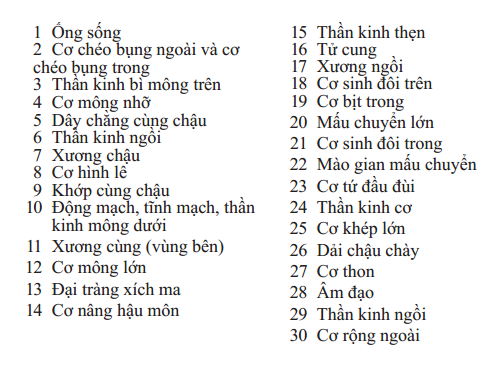 1 Ống sống
2 Cơ chéo bụng ngoài và cơ
chéo bụng trong
3 Thần kinh bì mông trên
4 Cơ mông nhỡ
5 Dây chằng cùng chậu
6 Thần kinh ngồi
7 Xương chậu
8 Cơ hình lê
9 Khớp cùng chậu
10 Động mạch, tĩnh mạch, thần
kinh mông dưới
11 Xương cùng (vùng bên)
12 Cơ mông lớn
13 Đại tràng xích ma
14 Cơ nâng hậu môn
15 Thần kinh thẹn
16 Tử cung
17 Xương ngồi
18 Cơ sinh đôi trên
19 Cơ bịt trong
20 Mấu chuyển lớn
21 Cơ sinh đôi trong
22 Mào gian mấu chuyển
23 Cơ tứ đầu đùi
24 Thần kinh cơ
25 Cơ khép lớn
26 Dải chậu chày
27 Cơ thon
28 Âm đạo
29 Thần kinh ngồi
30 Cơ rộng ngoài